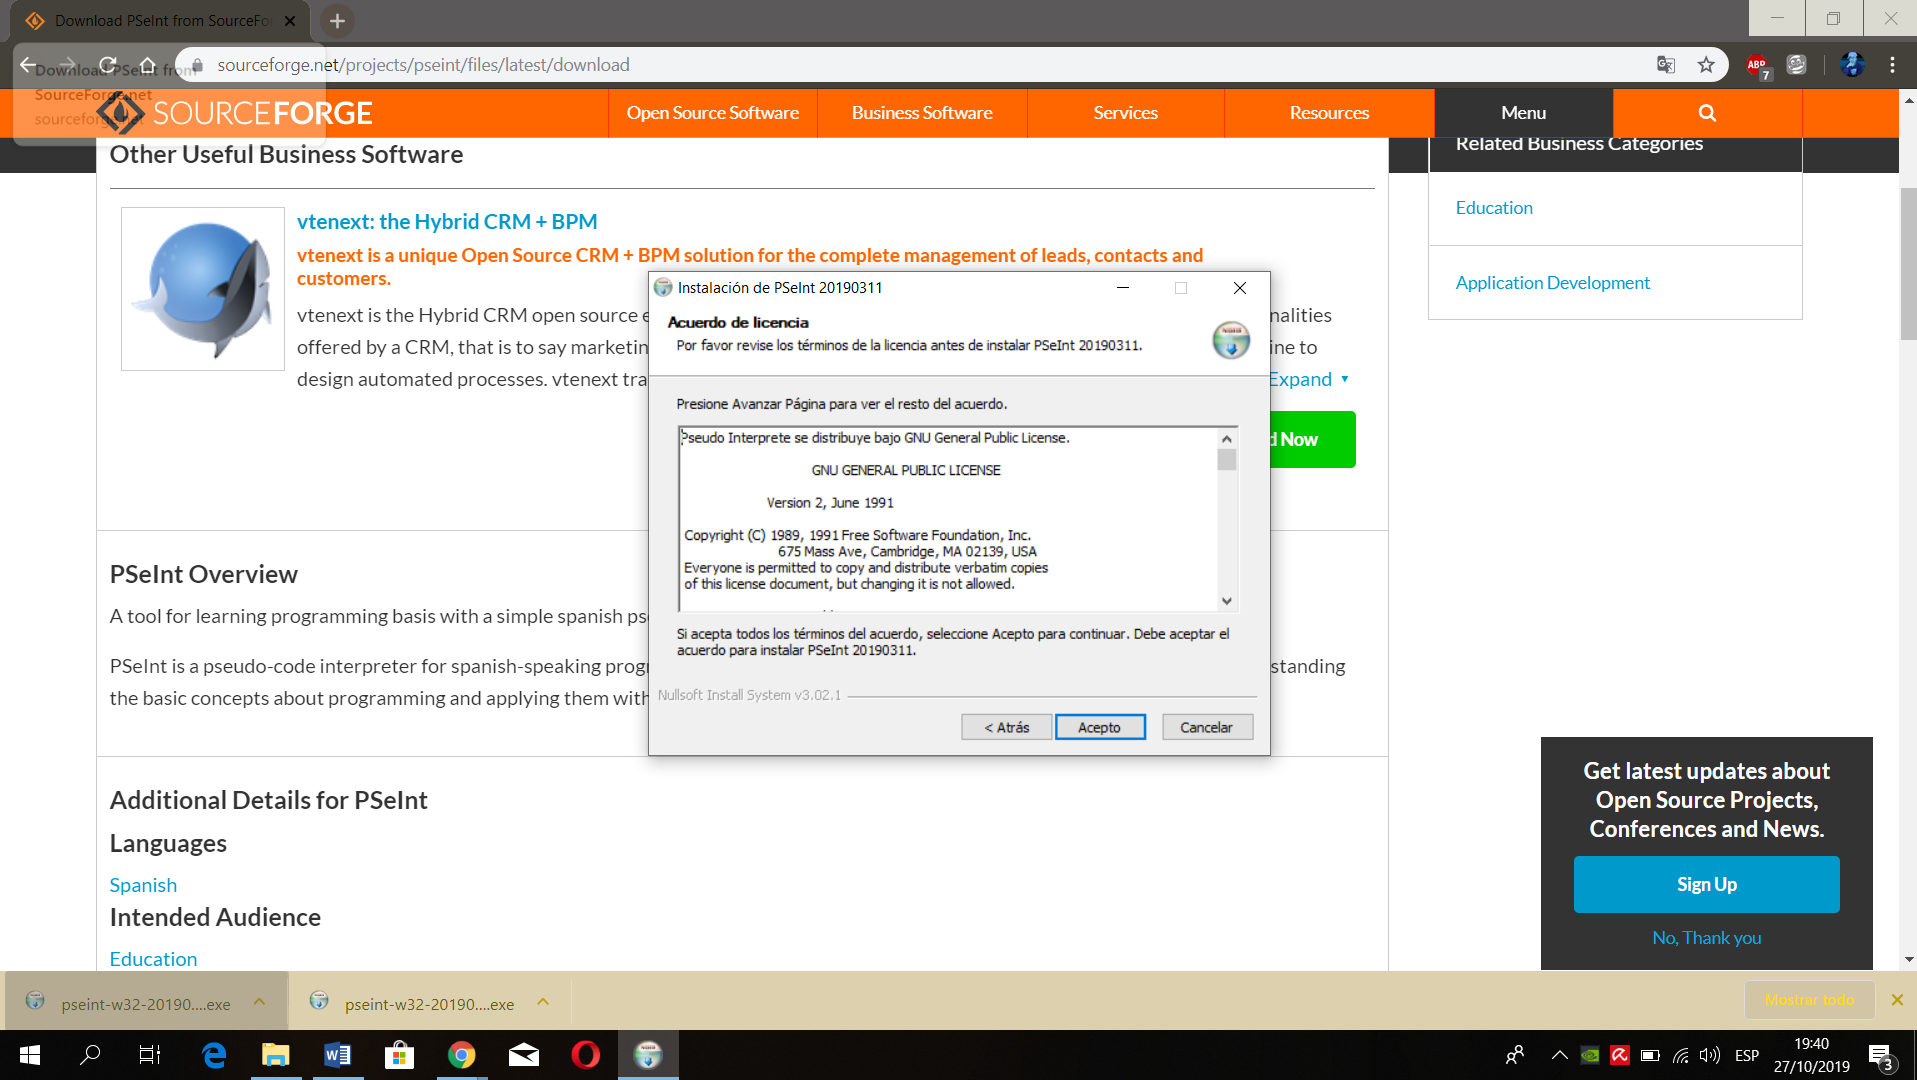 Download PSeInt from SourceFo
sourceforge.net/projects/pseint/files/latest/download
ABP
7
Download PSeInt from
SourceForge.net
sourceforge.net
SOURCEFORGE
Open Source Software
Business Software
Services
Resources
Menu
Other Useful Business Software
Related Business Categories
Education
Application Development
vtenext: the Hybrid CRM + BPM
vtenext is a unique Open Source CRM + BPM solution for the complete management of leads, contacts and
customers.
vtenext is the Hybrid CRM open source e
nalities
offered by a CRM, that is to say marketin
ine to
design automated processes. vtenext tra
Expand
d Now
Instalación de PSeInt 20190311
Acuerdo de licencia
Por favor revise los términos de la licencia antes de instalar PSeInt 20190311.
Presione Avanzar Página para ver el resto del acuerdo.
Pseudo Interprete se distribuye bajo GNU General Public License.
GNU GENERAL PUBLIC LICENSE
Version 2, June 1991
Copyright (C) 1989, 1991 Free Software Foundation, Inc.
675 Mass Ave, Cambridge, MA 02139, USA
Everyone is permitted to copy and distribute verbatim copies
of this license document, but changing it is not allowed.
Si acepta todos los términos del acuerdo, seleccione Acepto para continuar. Debe aceptar el
acuerdo para instalar PSeInt 20190311.
Nullsoft Install System v3.02.1
< Atrás
Acepto
Cancelar
PSeInt Overview
A tool for learning programming basis with a simple spanish pse
PSeInt is a pseudo-code interpreter for spanish-speaking progr
standing
the basic concepts about programming and applying them with
Additional Details for PSeInt
Languages
Spanish
Intended Audience
Education
Get latest updates about
Open Source Projects,
Conferences and News.
Sign Up
No, Thank you
pseint-w32-20190....exe
pseint-w32-20190....exe
Mostrar todo
ESP
19:40
27/10/2019
3